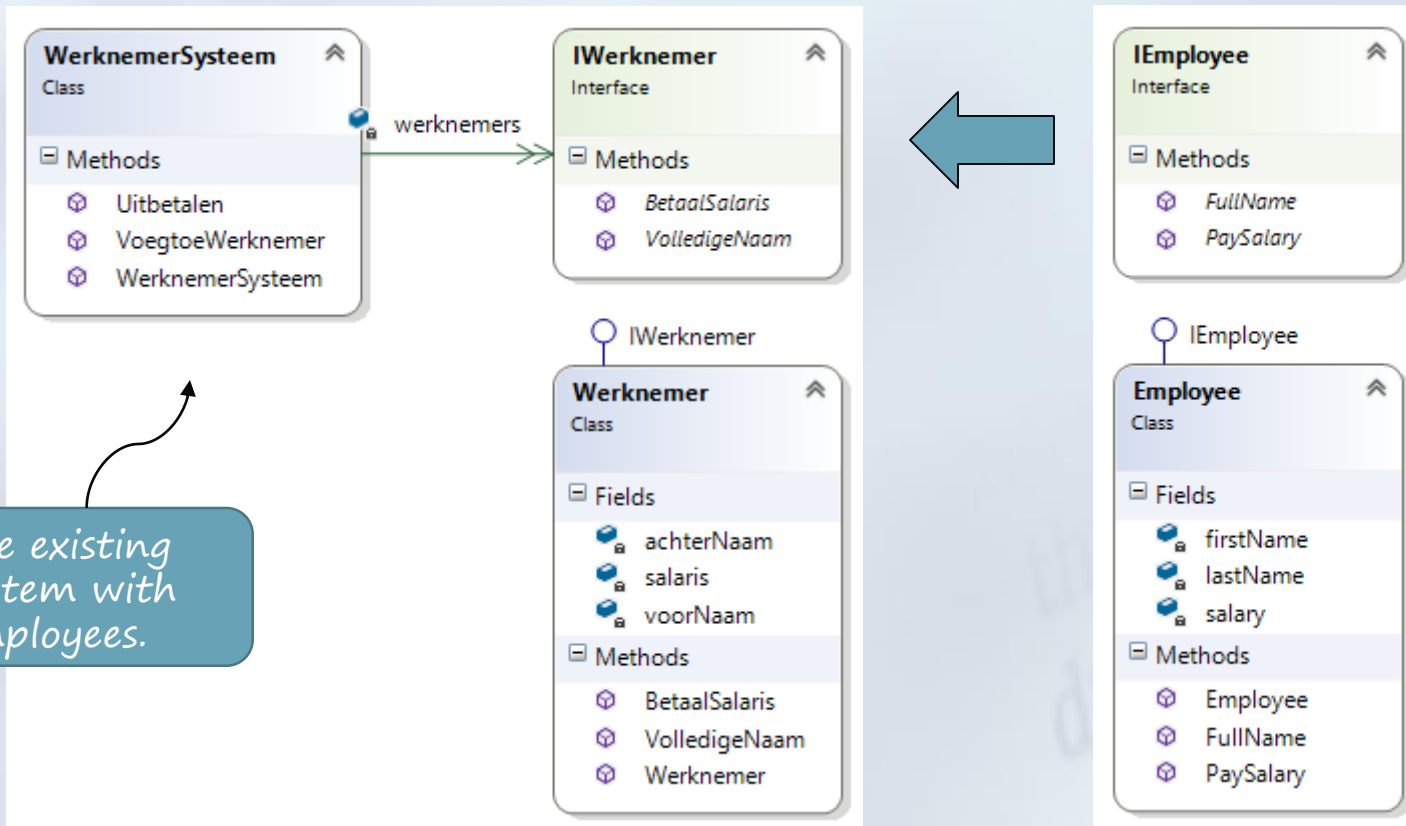 WerknemerSysteem
Class
Methods
Uitbetalen
VoegtoeWerknemer
WerknemerSysteem
werknemers
IWerknemer
Interface
Methods
BetaalSalaris
VolledigeNaam
IWerknemer
Werknemer
Class
Fields
achterNaam
salaris
voorNaam
Methods
BetaalSalaris
VolledigeNaam
Werknemer
IEmployee
Interface
Methods
FullName
PaySalary
IEmployee
Employee
Class
Fields
firstName
lastName
salary
Methods
Employee
FullName
PaySalary
existing
with